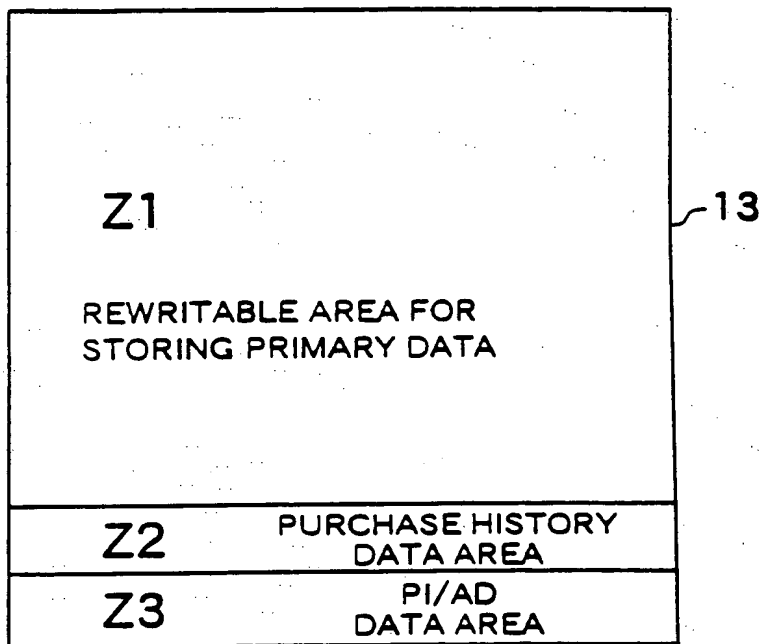 Z1
13
REWRITABLE AREA FOR
STORING PRIMARY DATA
Z2
PURCHASE HISTORY
DATA AREA
Z3
PI/AD
DATA AREA